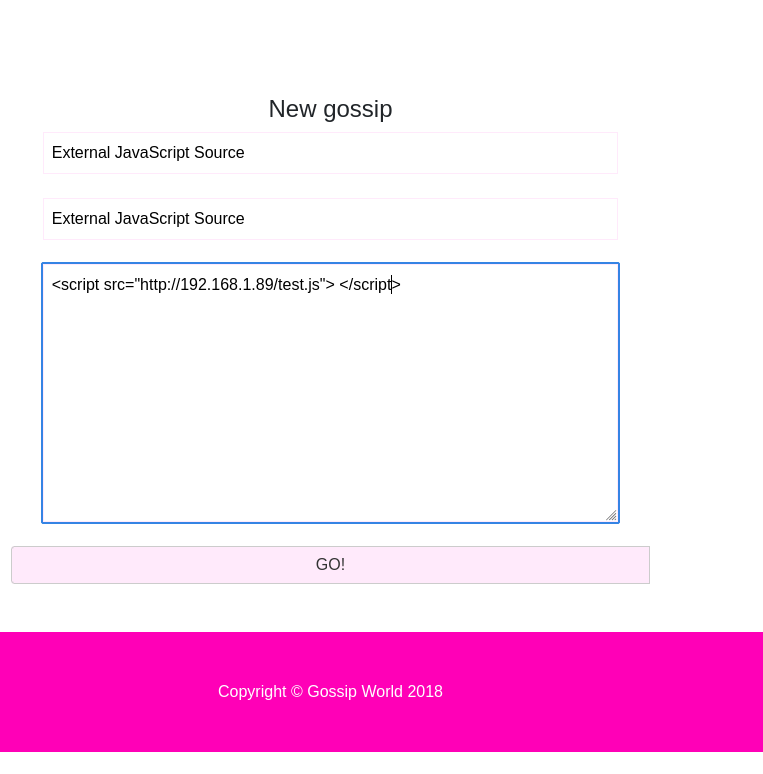 New gossip
External JavaScript Source
External JavaScript Source
<script src="http://192.168.1.89/test.js"> </script>
GO!
Copyright © Gossip World 2018